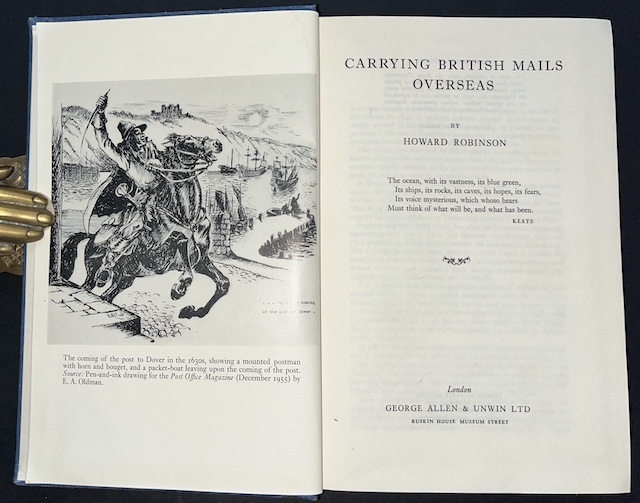 The coming of the post to Dover in the 1630s, showing a mounted postman
with horn and bouget, and a packet-boat leaving upon the coming of the post.
Source: Pen-and-ink drawing for the Post Office Magazine (December 1955) by
E. A. Oldman.
CARRYING BRITISH MAILS
OVERSEAS
BY
HOWARD ROBINSON
The ocean, with its vastness, its blue green,
Its ships, its rocks, its caves, its hopes, its fears,
Its voice mysterious, which whoso hears
Must think of what will be, and what has been.
KEATS
London
GEORGE ALLEN & UNWIN LTD
RUSKIN HOUSE MUSEUM STREET